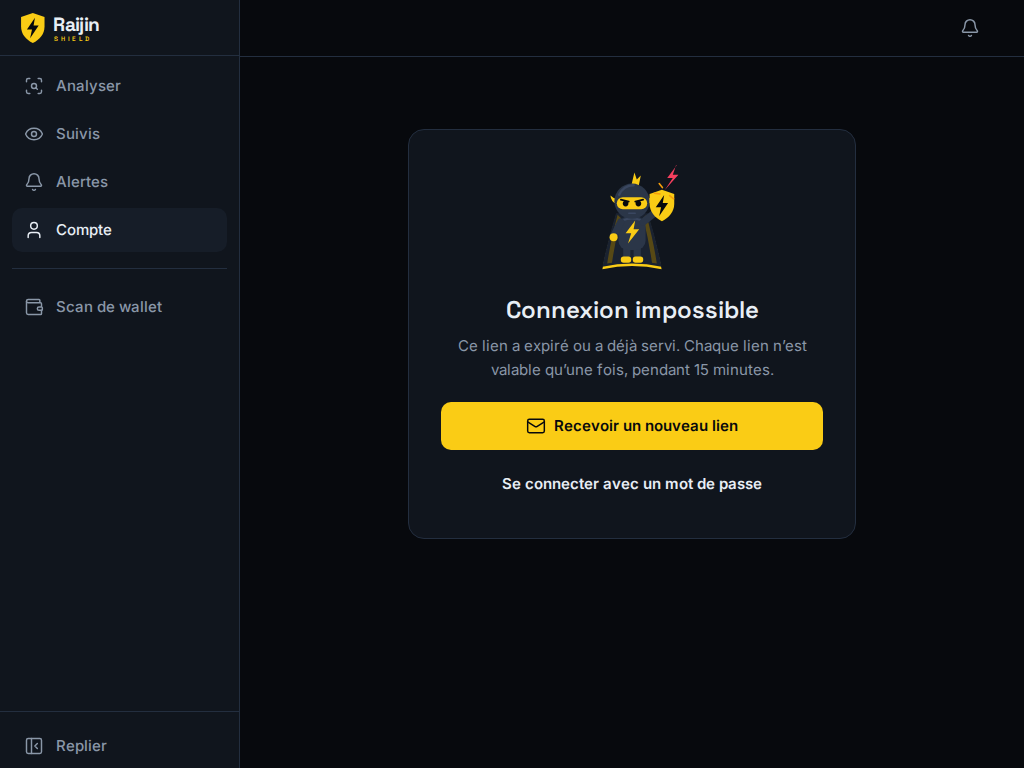 Raijin
SHIELD
Analyser
Suivis
Alertes
Compte
Scan de wallet
Replier
Connexion impossible
Ce lien a expiré ou a déjà servi. Chaque lien n’est
valable qu’une fois, pendant 15 minutes.
Recevoir un nouveau lien
Se connecter avec un mot de passe